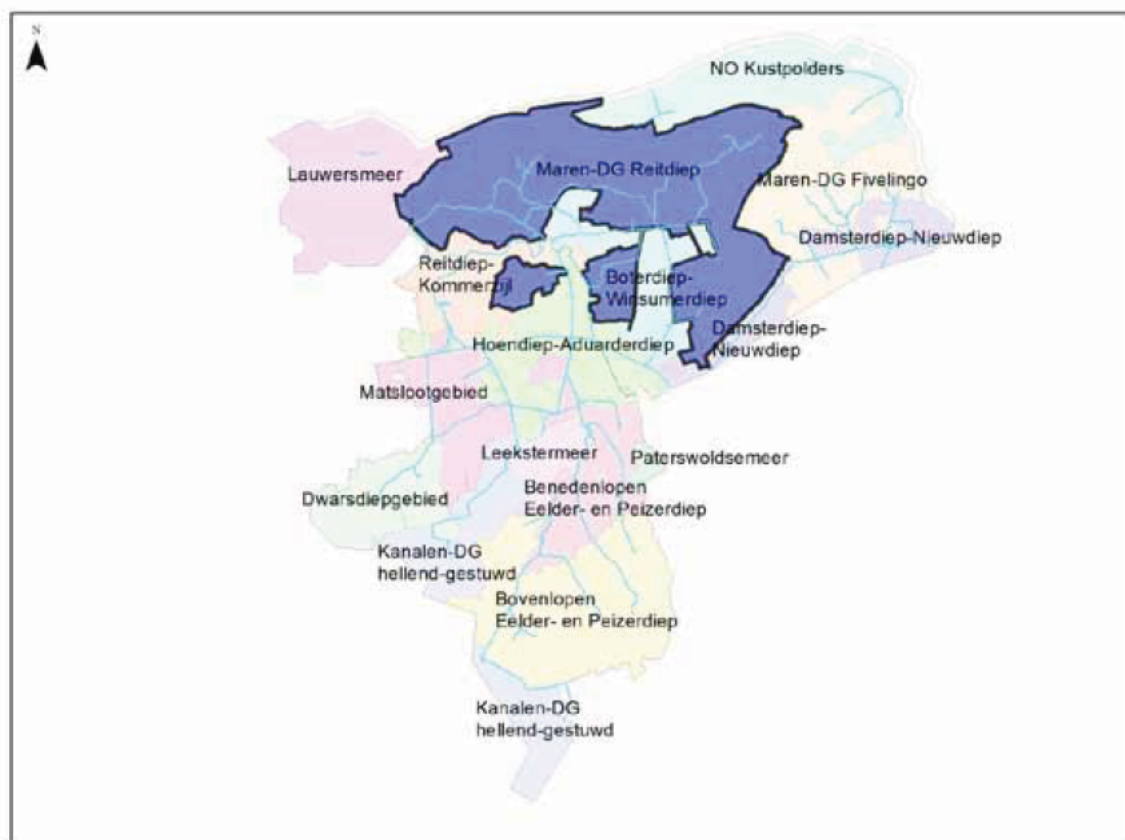 N
NO Kustpolders
Lauwersmeer
Maren-DG Reitdiep
Maren-DG Fivelingo
Damsterdiep-Nieuwdiep
Reitdiep-
Kommerzijl
Boterdiep-
Winsumerdiep
Damsterdiep-
Nieuwdiep
Hoendiep-Aduarderdiep
Matslootgebied
Leekstermeer
Paterswoldsemeer
Dwarsdiepgebied
Benedenlopen
Eelder- en Peizerdiep
Kanalen-DG
hellend-gestuwd
Bovenlopen
Eelder- en Peizerdiep
Kanalen-DG
hellend-gestuwd